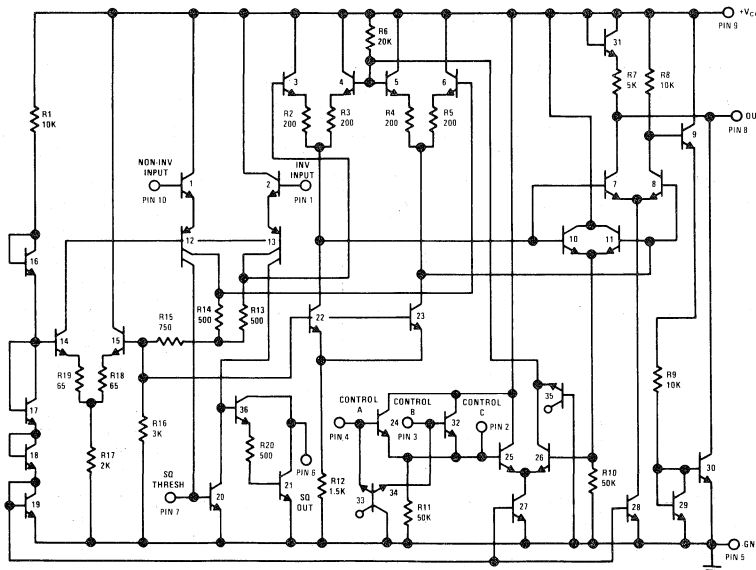 +VCC
PIN 9
R6
20K
31
3
4
5
6
R7
5K
R8
10K
R1
10K
R2
200
R3
200
R4
200
R5
200
9
PIN 8
NON-INV
INPUT
INV
INPUT
1
2
PIN 10
PIN 1
7
8
12
13
10
11
16
R15
750
R14
500
R13
500
22
23
14
15
R19
65
R18
65
35
R9
10K
CONTROL
A
CONTROL
B
CONTROL
C
17
R16
3K
36
24
32
PIN 4
PIN 3
PIN 2
18
R17
2K
R20
500
PIN 6
25
26
30
SQ
THRESH
SQ
OUT
R12
1.5K
R10
50K
PIN 7
20
21
33
34
R11
50K
27
28
29
19
GND
PIN 5